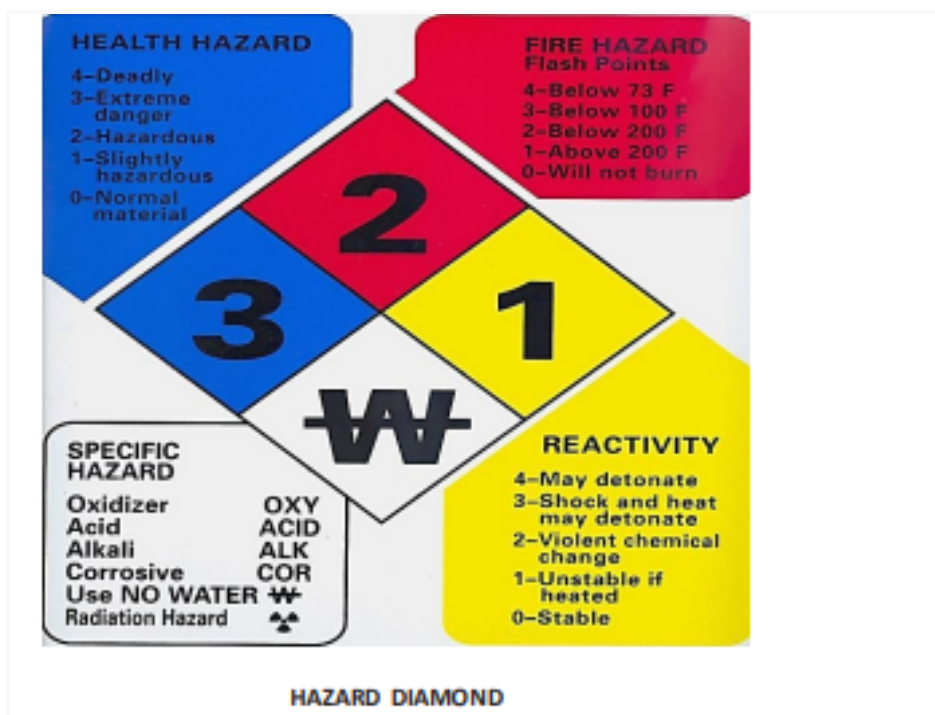 HEALTH HAZARD
4–Deadly
3–Extreme
danger
2–Hazardous
1–Slightly
hazardous
0–Normal
material
FIRE HAZARD
Flash Points
4–Below 73 F
3–Below 100 F
2–Below 200 F
1–Above 200 F
0–Will not burn
2
3
1
W
SPECIFIC
HAZARD
Oxidizer OXY
Acid ACID
Alkali ALK
Corrosive COR
Use NO WATER W
Radiation Hazard
REACTIVITY
4–May detonate
3–Shock and heat
may detonate
2–Violent chemical
change
1–Unstable if
heated
0–Stable
HAZARD DIAMOND